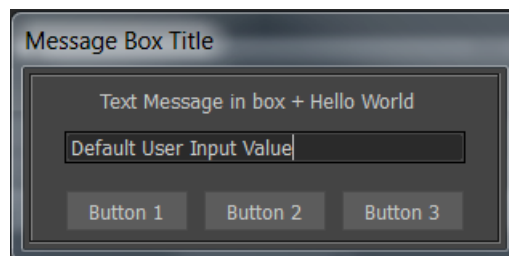 Message Box Title
Text Message in box + Hello World
Default User Input Value
Button 1 Button 2 Button 3